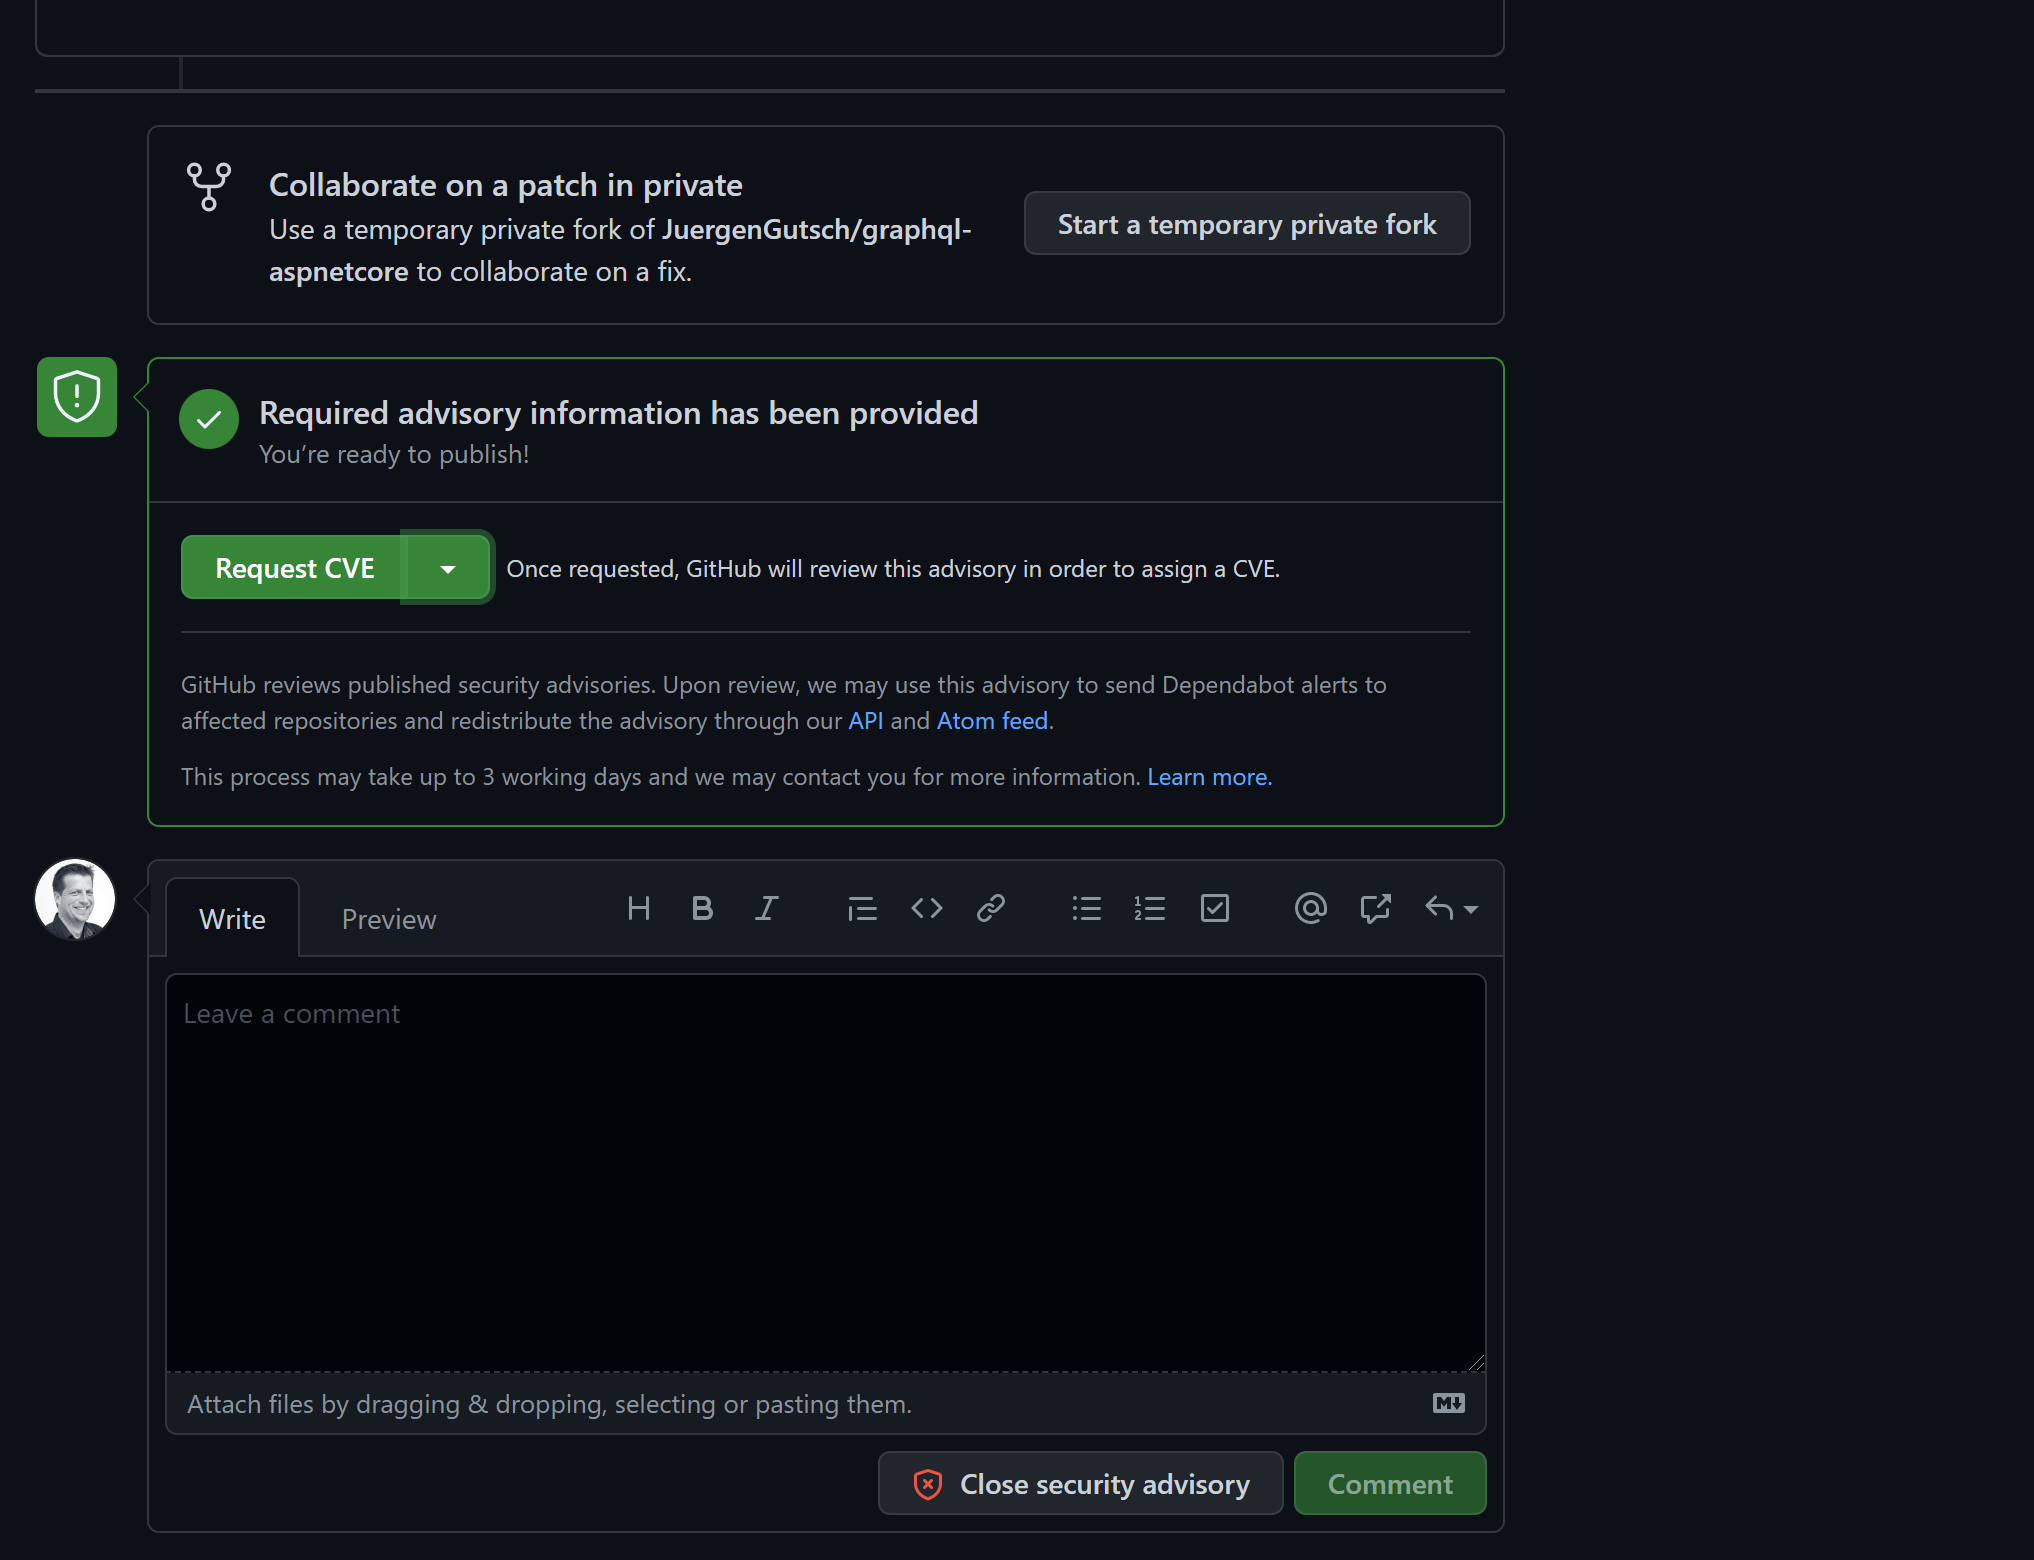 Collaborate on a patch in private
Use a temporary private fork of JuergenGutsch/graphql-
aspnetcore to collaborate on a fix.
Start a temporary private fork
Required advisory information has been provided
You’re ready to publish!
Request CVE
Once requested, GitHub will review this advisory in order to assign a CVE.
GitHub reviews published security advisories. Upon review, we may use this advisory to send Dependabot alerts to
affected repositories and redistribute the advisory through our API and Atom feed.
This process may take up to 3 working days and we may contact you for more information. Learn more.
Write
Preview
Leave a comment
Attach files by dragging & dropping, selecting or pasting them.
Close security advisory
Comment